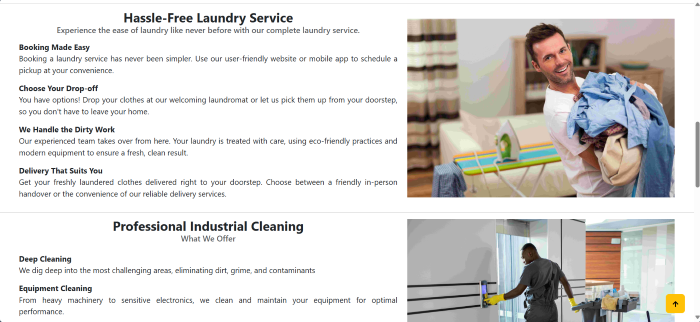 Hassle-Free Laundry Service
Experience the ease of laundry like never before with our complete laundry service.
Booking Made Easy
Booking a laundry service has never been simpler. Use our user-friendly website or mobile app to schedule a
pickup at your convenience.
Choose Your Drop-off
You have options! Drop your clothes at our welcoming laundromat or let us pick them up from your doorstep,
so you don't have to leave your home.
We Handle the Dirty Work
Our experienced team takes over from here. Your laundry is treated with care, using eco-friendly practices and
modern equipment to ensure a fresh, clean result.
Delivery That Suits You
Get your freshly laundered clothes delivered right to your doorstep. Choose between a friendly in-person
handover or the convenience of our reliable delivery services.
Professional Industrial Cleaning
What We Offer
Deep Cleaning
We dig deep into the most challenging areas, eliminating dirt, grime, and contaminants
Equipment Cleaning
From heavy machinery to sensitive electronics, we clean and maintain your equipment for optimal
performance.